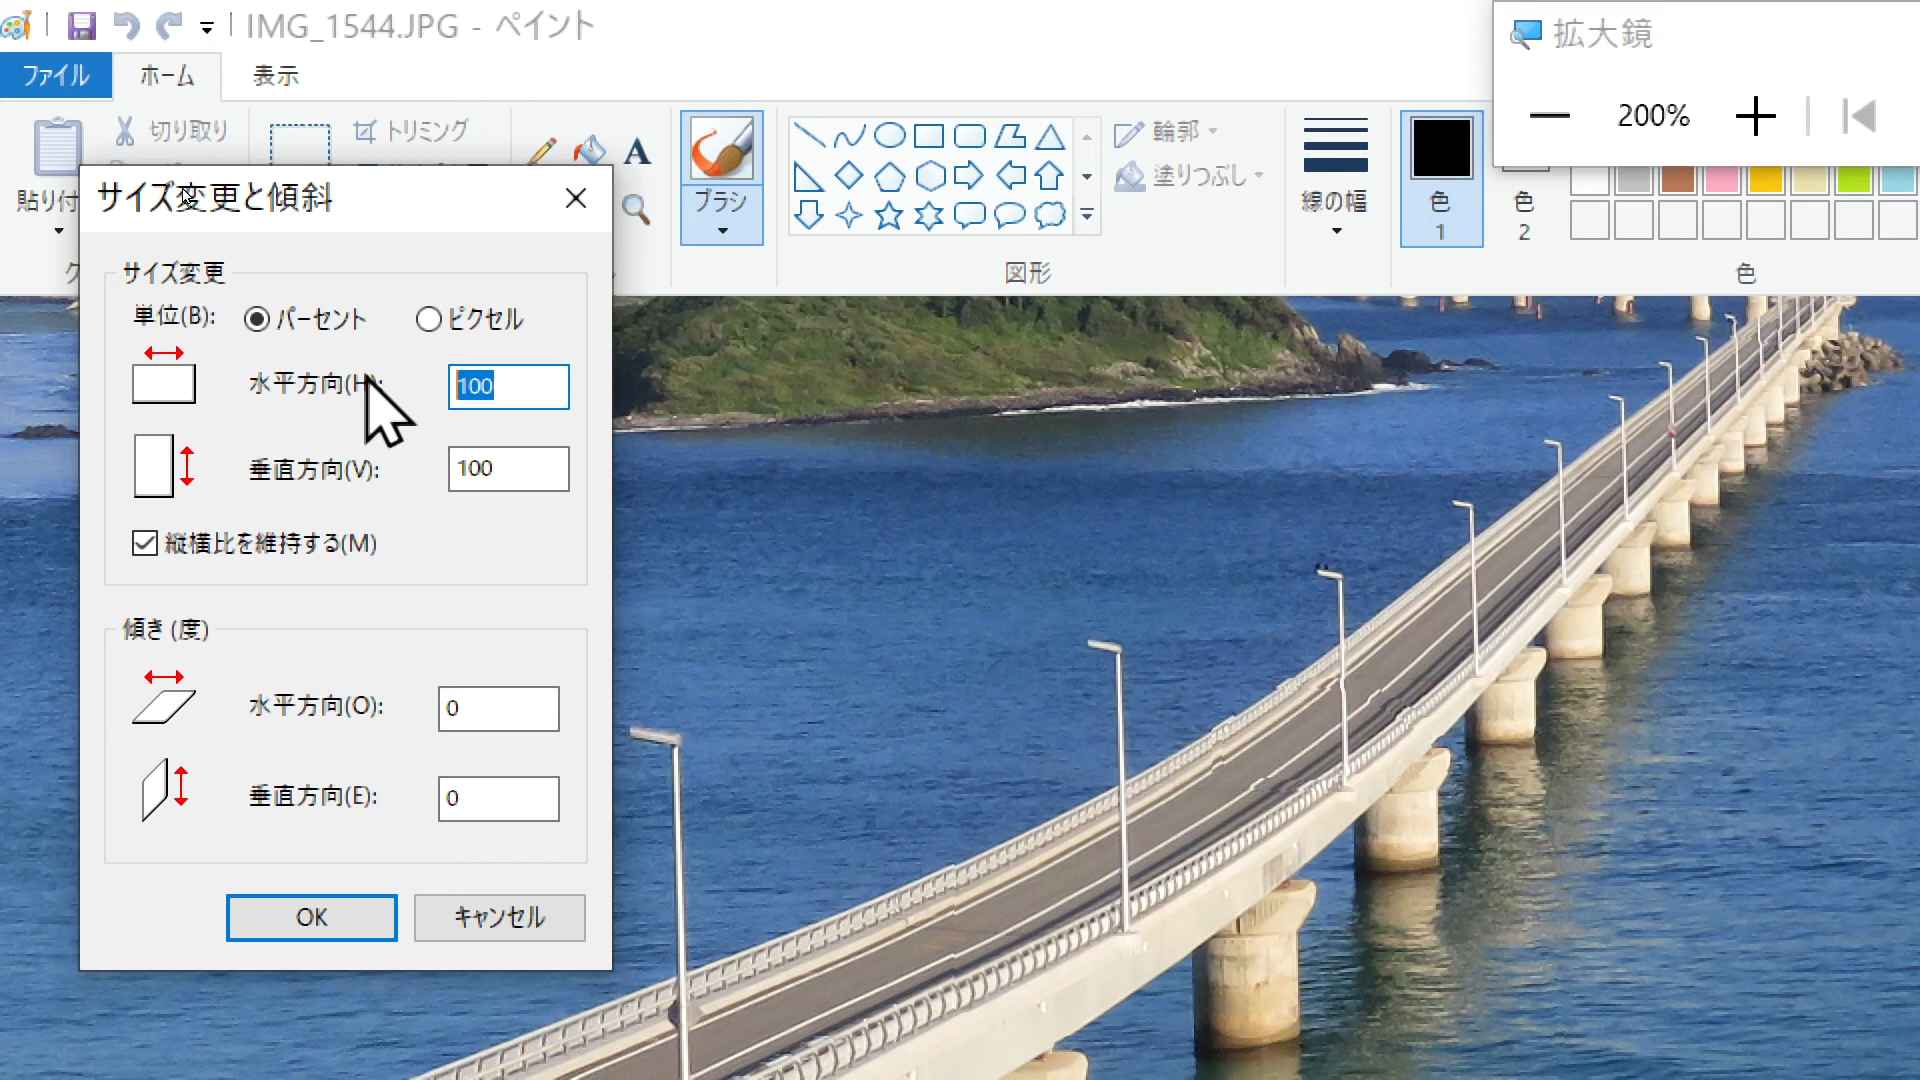 IMG_1544.JPG - ペイント
拡大鏡
ファイル ホーム 表示
200%
切り取り トリミング
A
輪郭
貼り付
ブラシ
塗りつぶし
線の幅
色
1
色
2
図形
色
サイズ変更と傾斜
サイズ変更
単位(B): パーセント ピクセル
水平方向(H): 100
垂直方向(V): 100
縦横比を維持する(M)
傾き (度)
水平方向(O): 0
垂直方向(E): 0
OK キャンセル